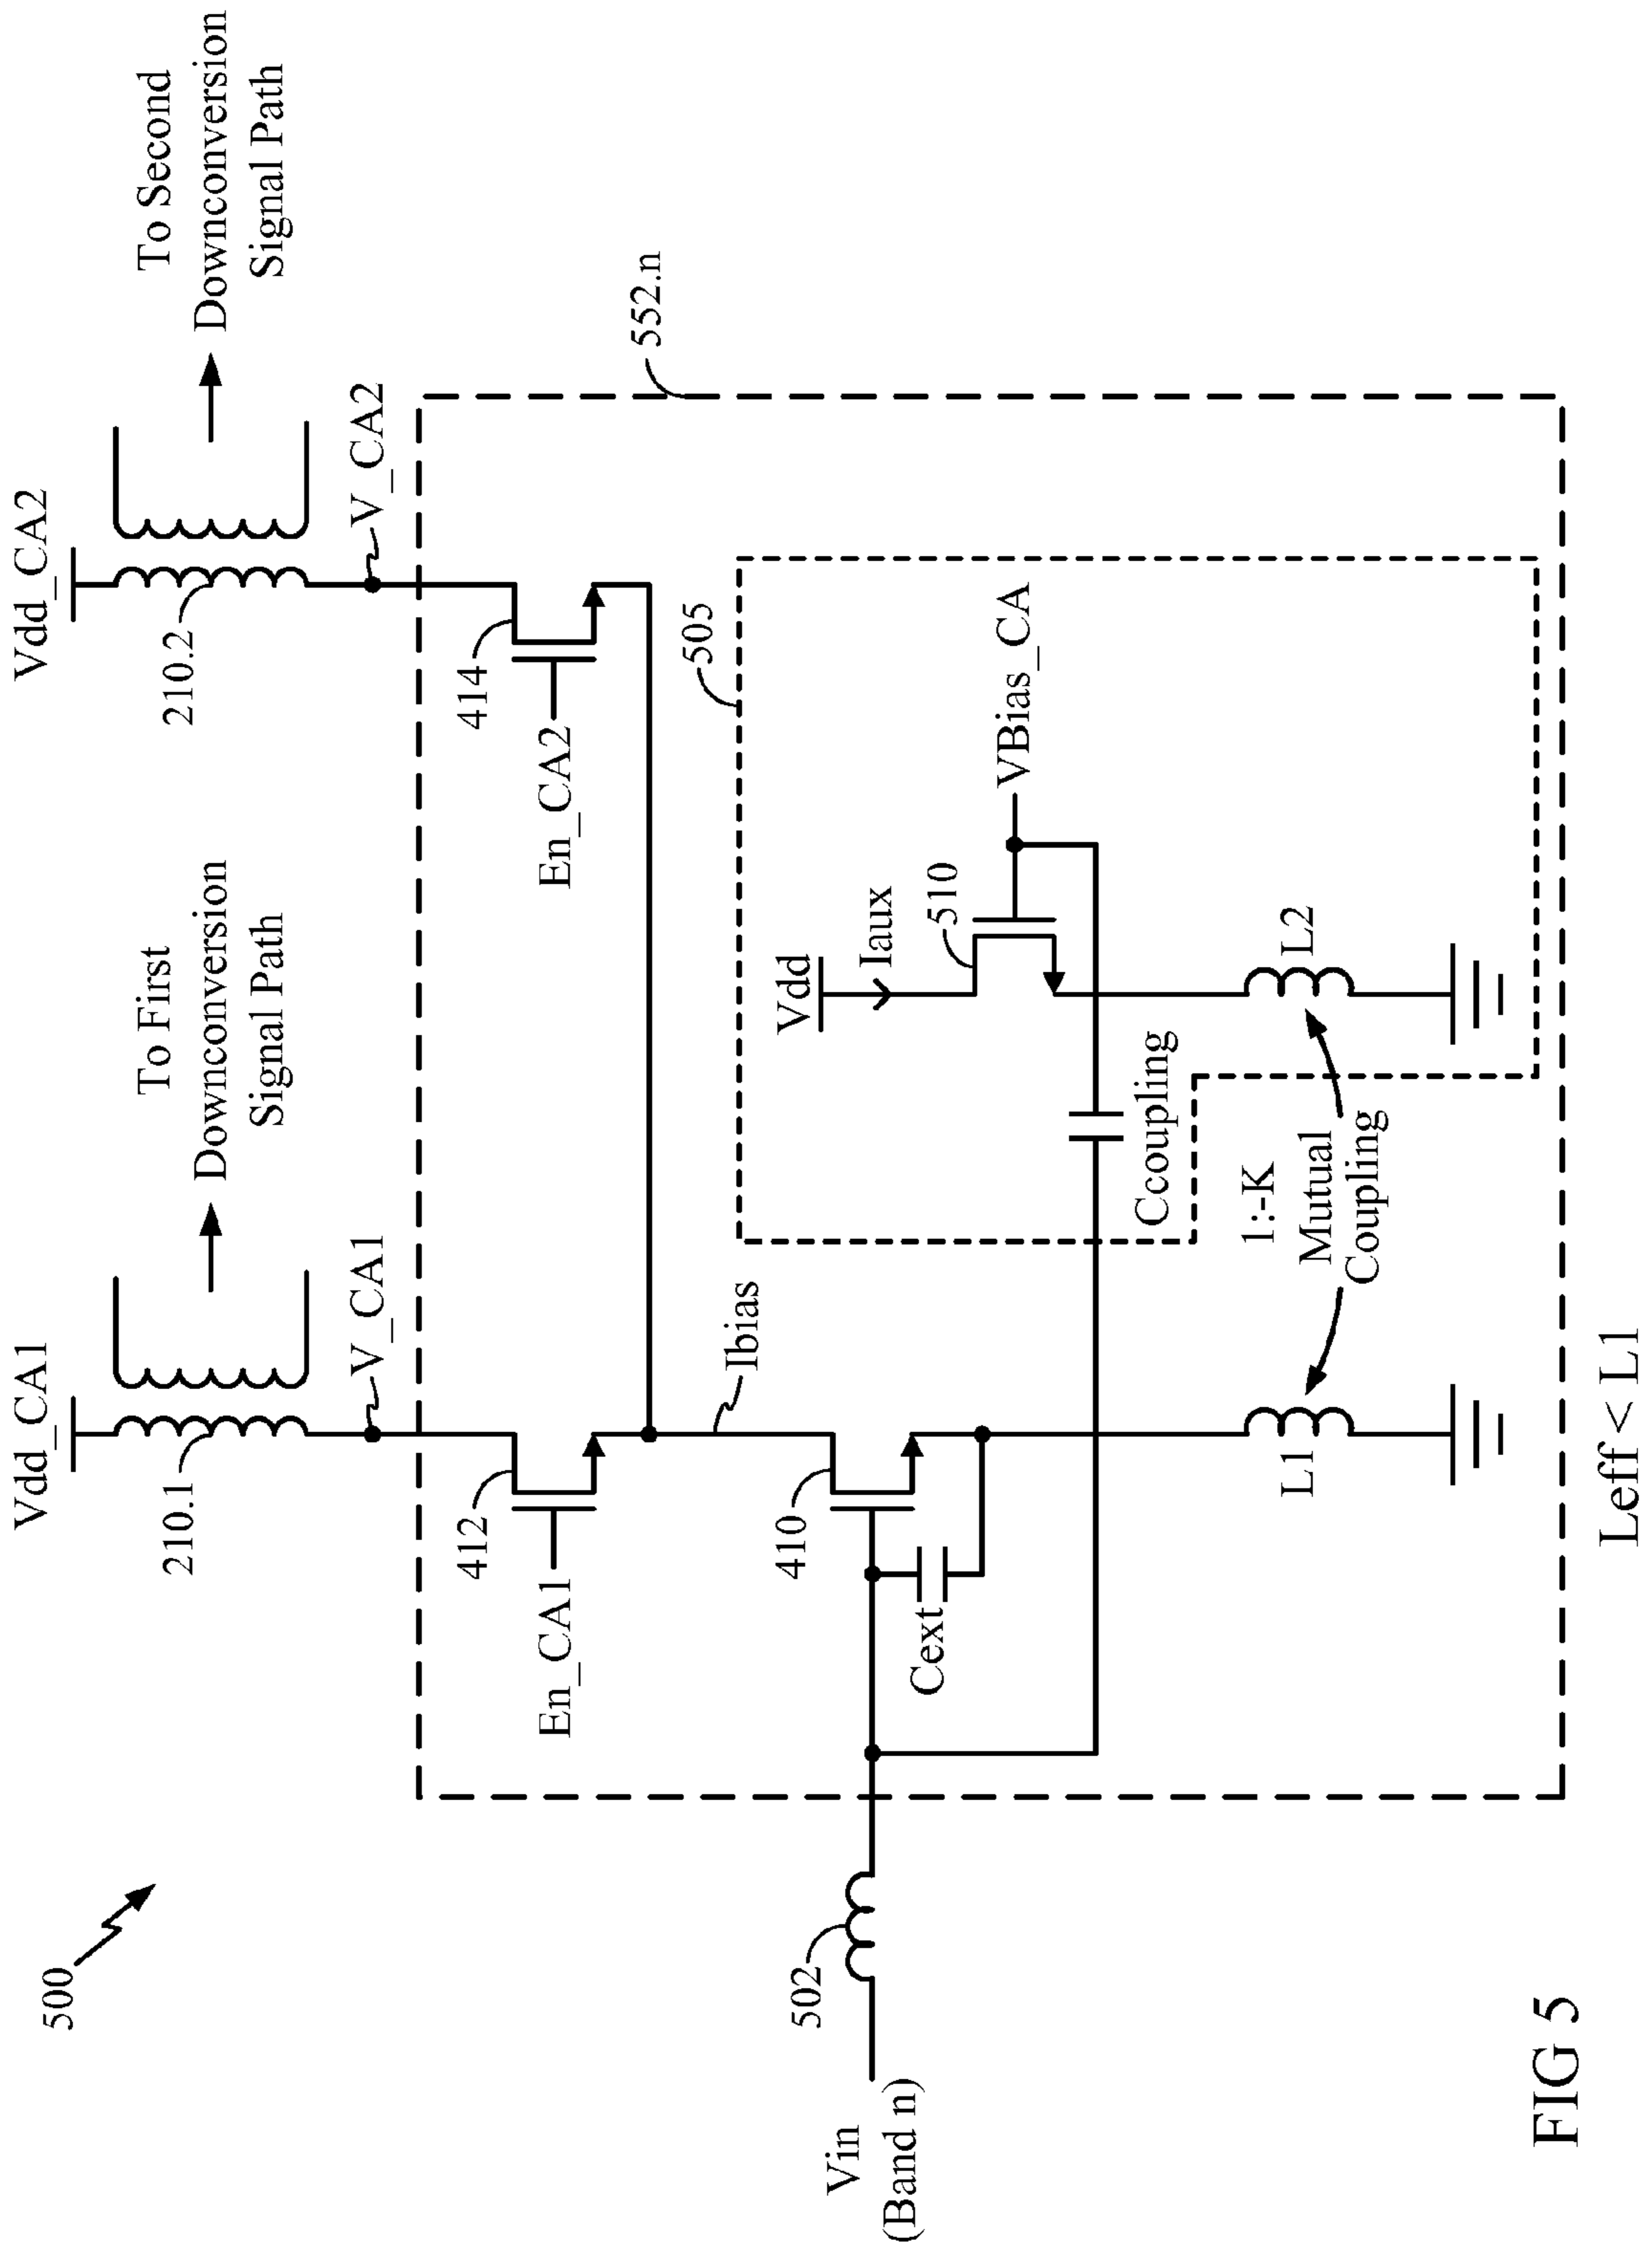 500
Vdd_CA1
210.1
To First
Downconversion
Signal Path
V_CA1
Vdd_CA2
210.2
To Second
Downconversion
Signal Path
V_CA2
552.n
412
En_CA1
414
En_CA2
Ibias
505
Vin
(Band n)
502
410
Cext
Vdd
Iaux
510
VBias_CA
Ccoupling
L1
1:-K
Mutual
Coupling
L2
Leff < L1
FIG 5